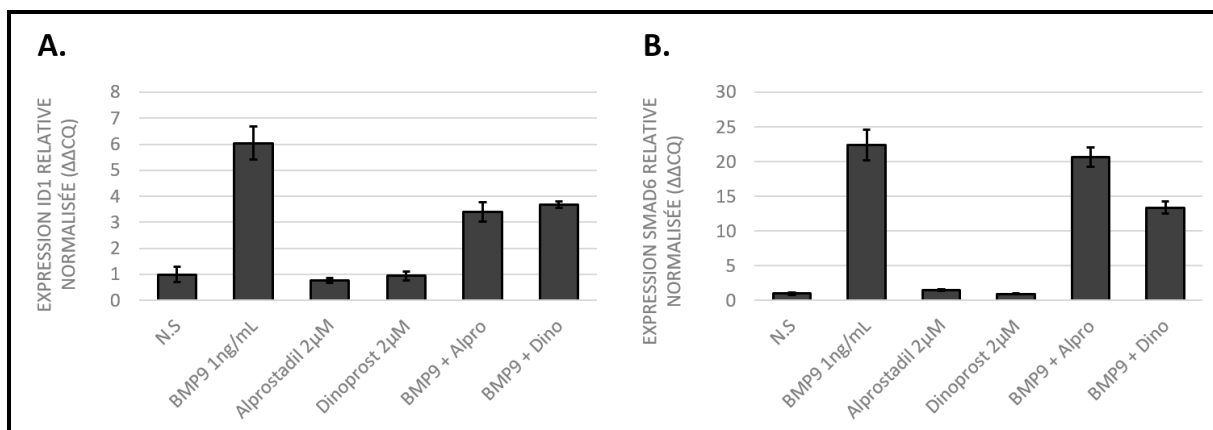 A.
EXPRESSION ID1 RELATIVE
NORMALISÉE (ΔΔCQ)
8
7
6
5
4
3
2
1
0
N.S
BMP9 1ng/mL
Alprostadil 2µM
Dinoprost 2µM
BMP9 + Alpro
BMP9 + Dino
B.
EXPRESSION SMAD6 RELATIVE
NORMALISÉE (ΔΔCQ)
30
25
20
15
10
5
0
N.S
BMP9 1ng/mL
Alprostadil 2µM
Dinoprost 2µM
BMP9 + Alpro
BMP9 + Dino